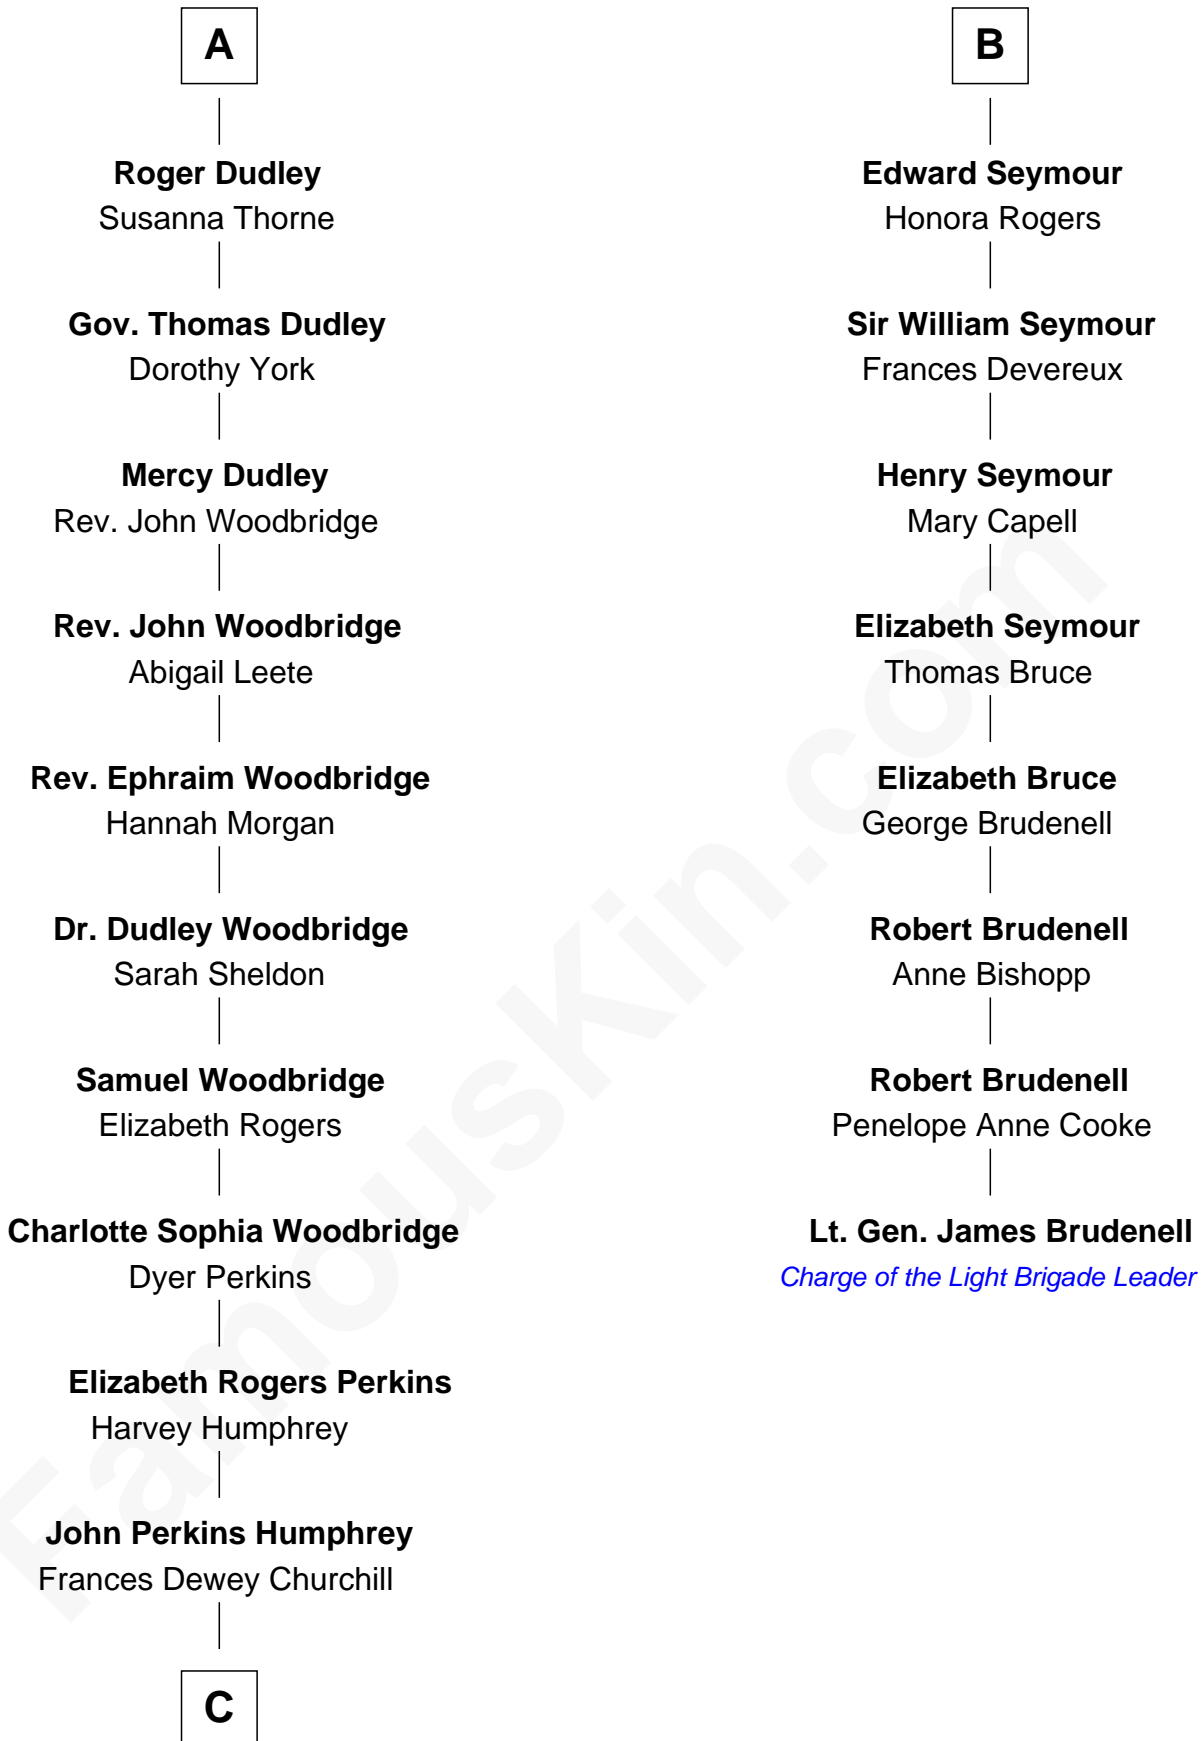 A
Roger Dudley
Susanna Thorne
Gov. Thomas Dudley
Dorothy York
Mercy Dudley
Rev. John Woodbridge
Rev. John Woodbridge
Abigail Leete
Rev. Ephraim Woodbridge
Hannah Morgan
Dr. Dudley Woodbridge
Sarah Sheldon
Samuel Woodbridge
Elizabeth Rogers
Charlotte Sophia Woodbridge
Dyer Perkins
Elizabeth Rogers Perkins
Harvey Humphrey
John Perkins Humphrey
Frances Dewey Churchill
C
B
Edward Seymour
Honora Rogers
Sir William Seymour
Frances Devereux
Henry Seymour
Mary Capell
Elizabeth Seymour
Thomas Bruce
Elizabeth Bruce
George Brudenell
Robert Brudenell
Anne Bishopp
Robert Brudenell
Penelope Anne Cooke
Lt. Gen. James Brudenell
Charge of the Light Brigade Leader
FamousKin.com